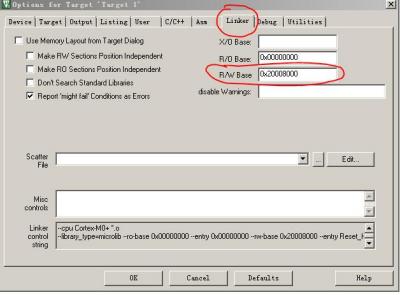 Options for Target 'Target 1'
Device | Target | Output | Listing | User | C/C++ | Asm | Linker | Debug | Utilities
Use Memory Layout from Target Dialog
X/O Base:
Make RW Sections Position Independent
R/O Base: 0x00000000
Make RO Sections Position Independent
R/W Base 0x20008000
Don't Search Standard Libraries
disable Warnings:
Report 'might fail' Conditions as Errors
Scatter File
... Edit...
Misc controls
Linker control string
--cpu Cortex-M0+ *.o
--library_type=microlib --ro-base 0x00000000 --entry 0x00000000 --rw-base 0x20008000 --entry Reset_H
OK Cancel Defaults Help